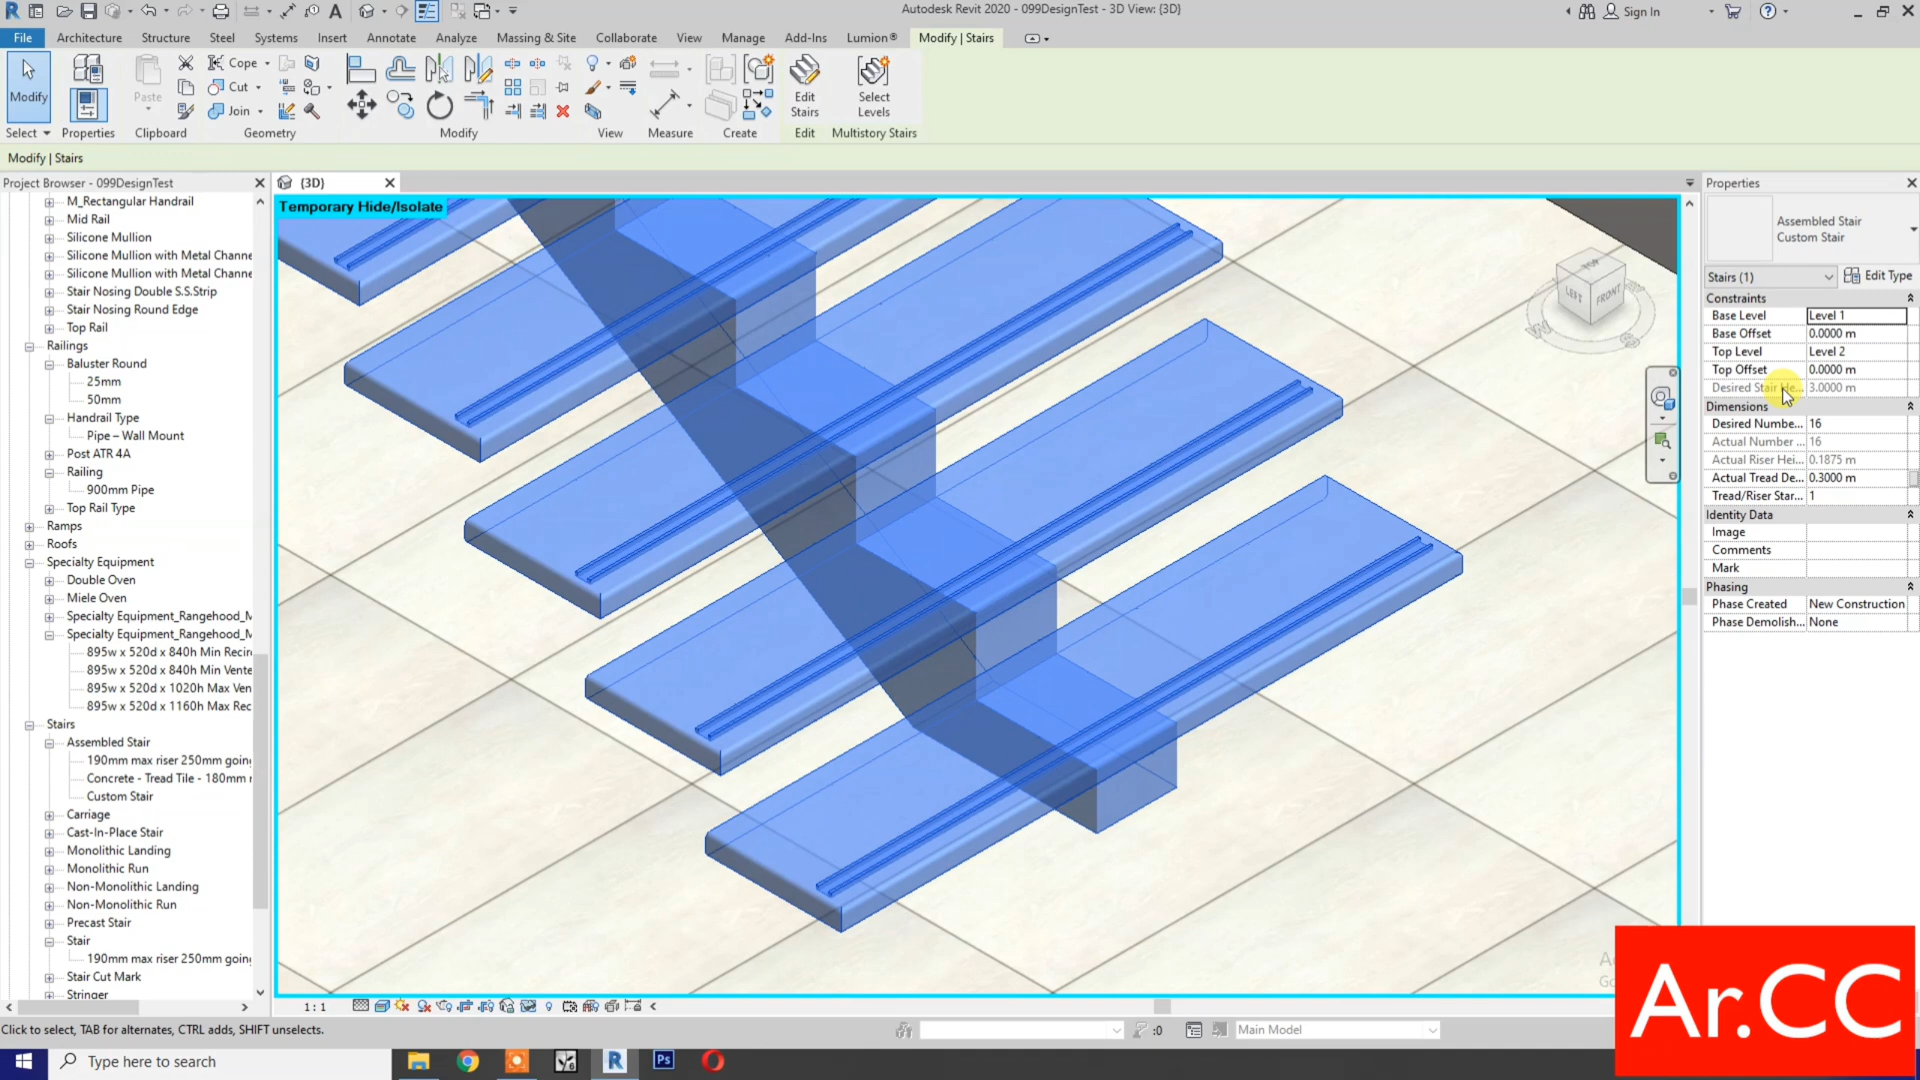 Autodesk Revit 2020 - 099DesignTest - 3D View: {3D}
Sign In
File
Architecture
Structure
Steel
Systems
Insert
Annotate
Analyze
Massing & Site
Collaborate
View
Manage
Add-Ins
Lumion®
Modify | Stairs
Modify
Paste
Cope
Cut
Join
Edit
Stairs
Select
Levels
Select
Properties
Clipboard
Geometry
Modify
View
Measure
Create
Edit
Multistory Stairs
Modify | Stairs
Project Browser - 099DesignTest
M_Rectangular Handrail
Mid Rail
Silicone Mullion
Silicone Mullion with Metal Channe
Silicone Mullion with Metal Channe
Stair Nosing Double S.S.Strip
Stair Nosing Round Edge
Top Rail
Railings
Baluster Round
25mm
50mm
Handrail Type
Pipe – Wall Mount
Post ATR 4A
Railing
900mm Pipe
Top Rail Type
Ramps
Roofs
Specialty Equipment
Double Oven
Miele Oven
Specialty Equipment_Rangehood_M
Specialty Equipment_Rangehood_M
895w x 520d x 840h Min Recir
895w x 520d x 840h Min Vente
895w x 520d x 1020h Max Ven
895w x 520d x 1160h Max Rec
Stairs
Assembled Stair
190mm max riser 250mm going
Concrete - Tread Tile - 180mm r
Custom Stair
Carriage
Cast-In-Place Stair
Monolithic Landing
Monolithic Run
Non-Monolithic Landing
Non-Monolithic Run
Precast Stair
Stair
190mm max riser 250mm going
Stair Cut Mark
Stringer
{3D}
Temporary Hide/Isolate
TOP
LEFT
FRONT
W
S
Properties
Assembled Stair
Custom Stair
Stairs (1)
Edit Type
Constraints
Base Level Level 1
Base Offset 0.0000 m
Top Level Level 2
Top Offset 0.0000 m
Desired Stair He... 3.0000 m
Dimensions
Desired Numbe... 16
Actual Number ... 16
Actual Riser Hei... 0.1875 m
Actual Tread De... 0.3000 m
Tread/Riser Star... 1
Identity Data
Image
Comments
Mark
Phasing
Phase Created New Construction
Phase Demolish... None
1 : 1
Click to select, TAB for alternates, CTRL adds, SHIFT unselects.
:0
Main Model
Ar.CC
Type here to search
Ps